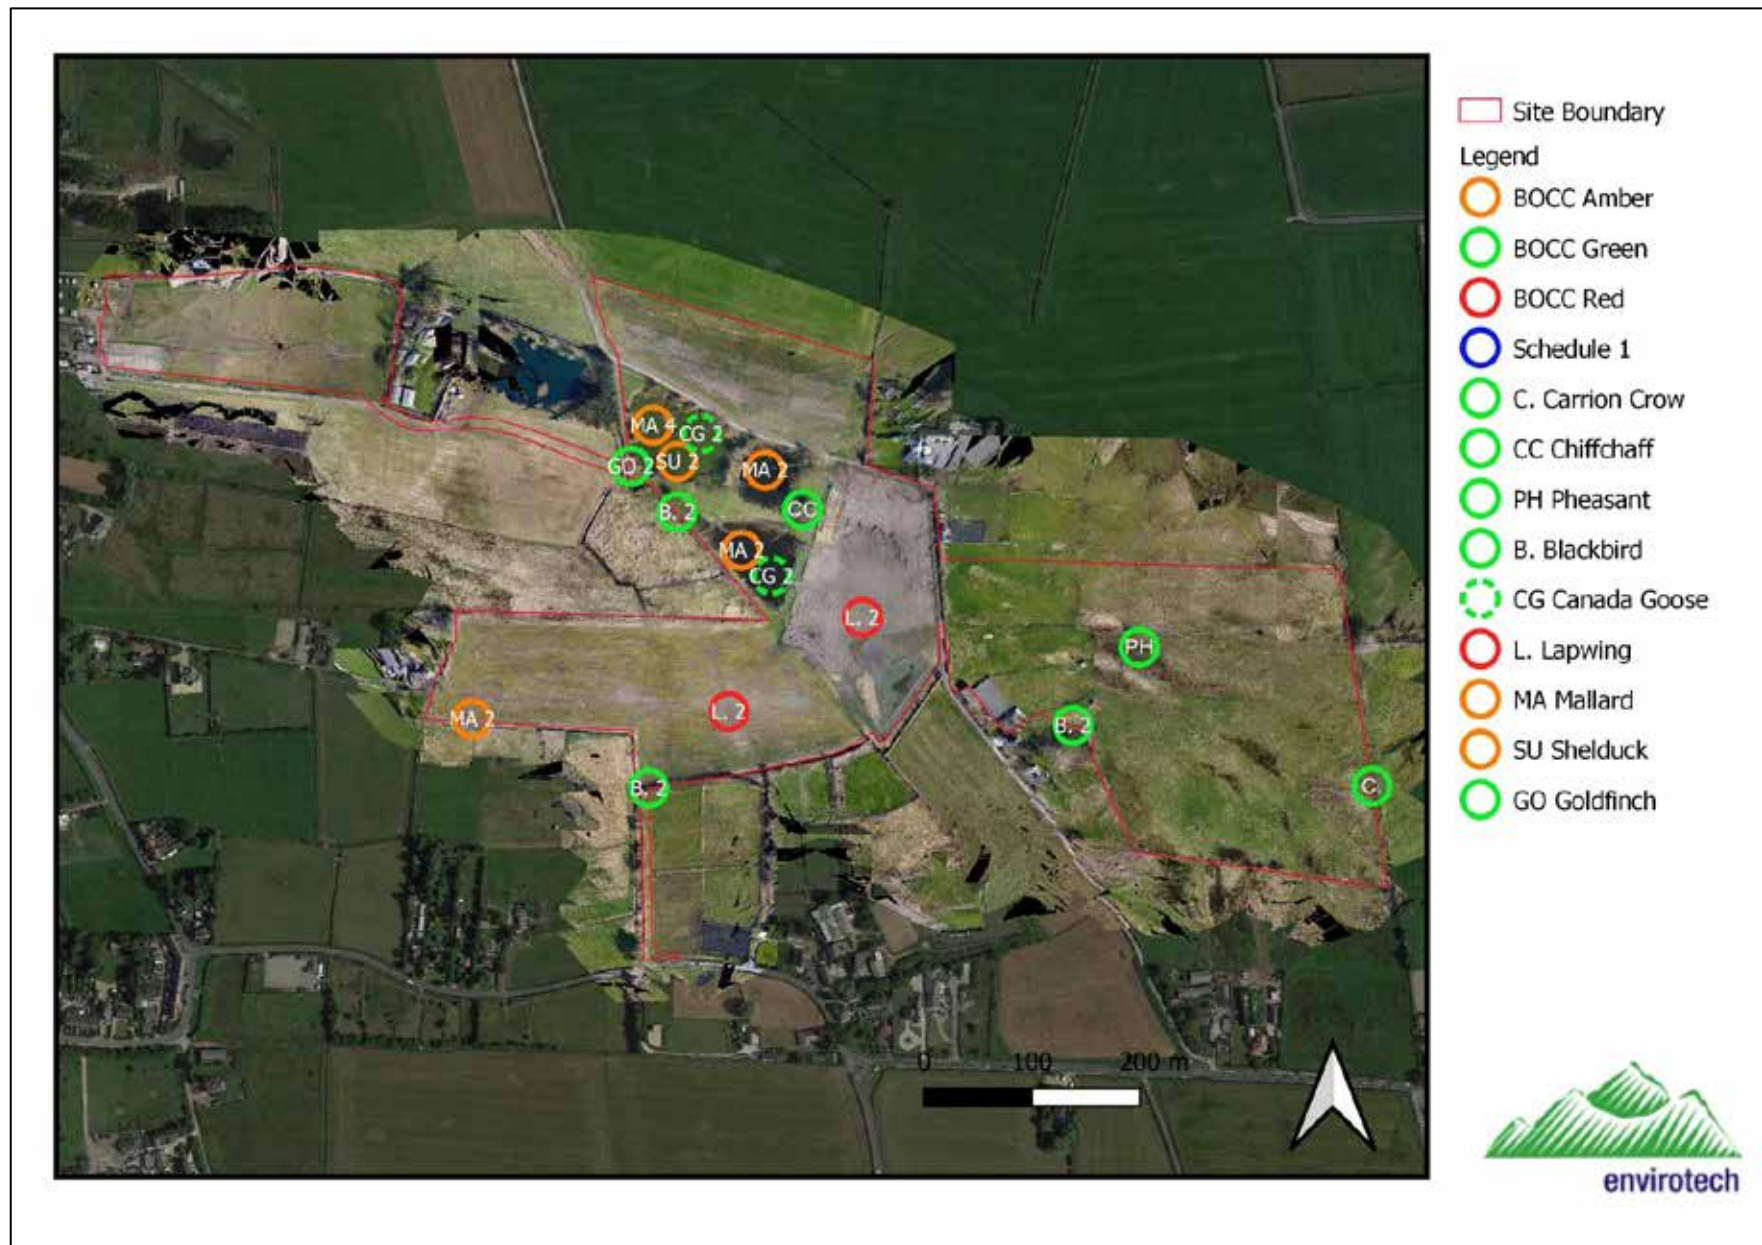 Site Boundary
Legend
BOCC Amber
BOCC Green
BOCC Red
Schedule 1
C. Carrion Crow
CC Chiffchaff
PH Pheasant
B. Blackbird
CG Canada Goose
L. Lapwing
MA Mallard
SU Shelduck
GO Goldfinch
MA 4
CG 2
GO 2
SU 2
MA 2
B. 2
CC
MA 2
CG 2
L. 2
PH
MA 2
L. 2
B. 2
B. 2
C.
0 100 200 m
envirotech